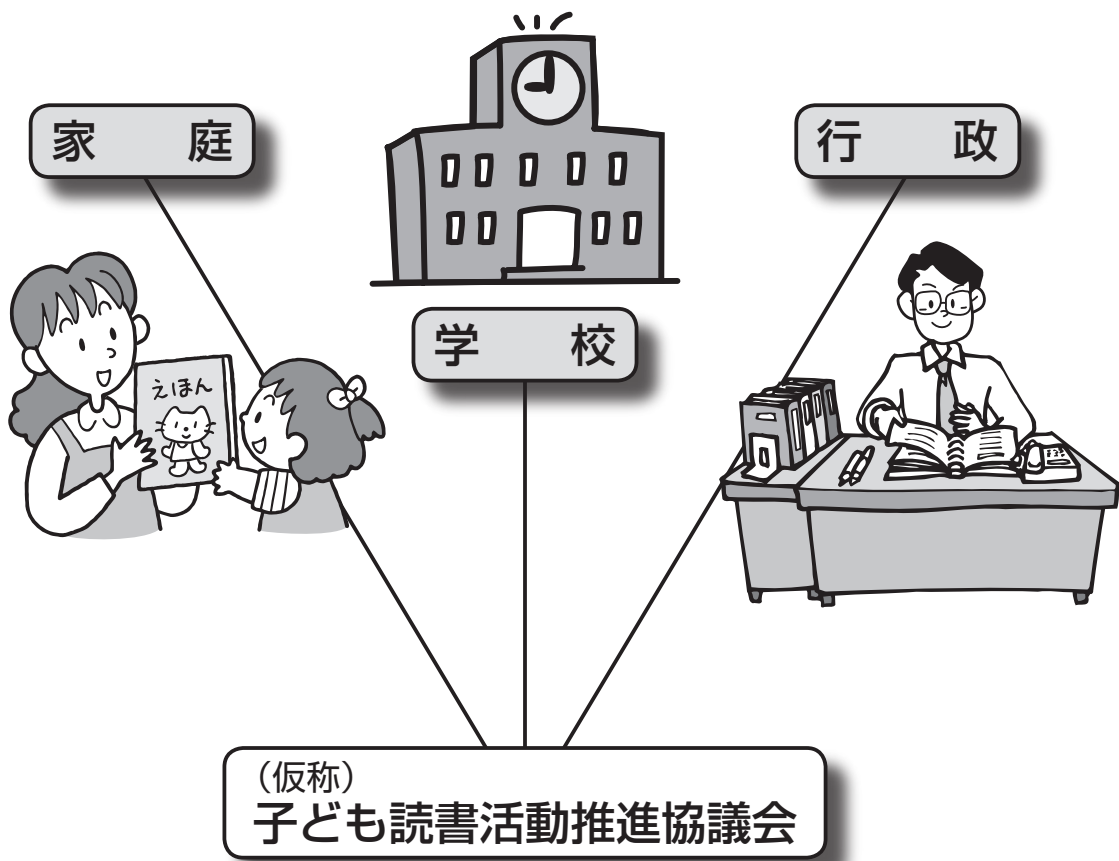 家　庭
行　政
学　校
えほん
（仮称）
子ども読書活動推進協議会